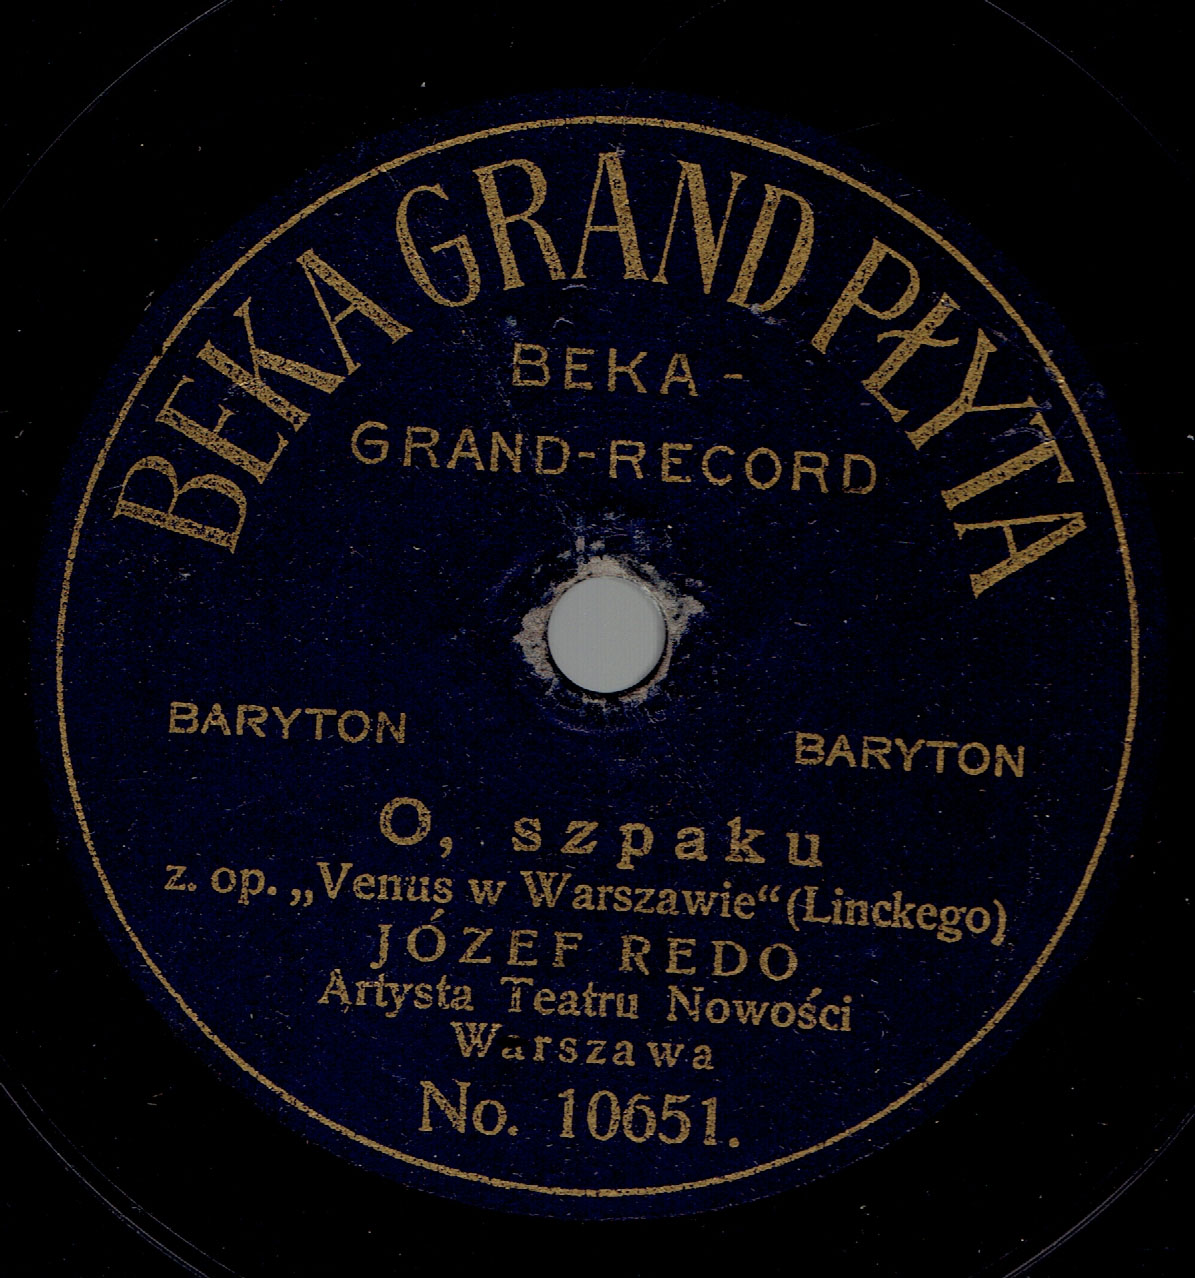 BEKA GRAND PŁYTA
BEKA -
GRAND-RECORD
BARYTON BARYTON
O, szpaku
z. op. „Venus w Warszawie“ (Linckego)
JÓZEF REDO
Artysta Teatru Nowości
Warszawa
No. 10651.